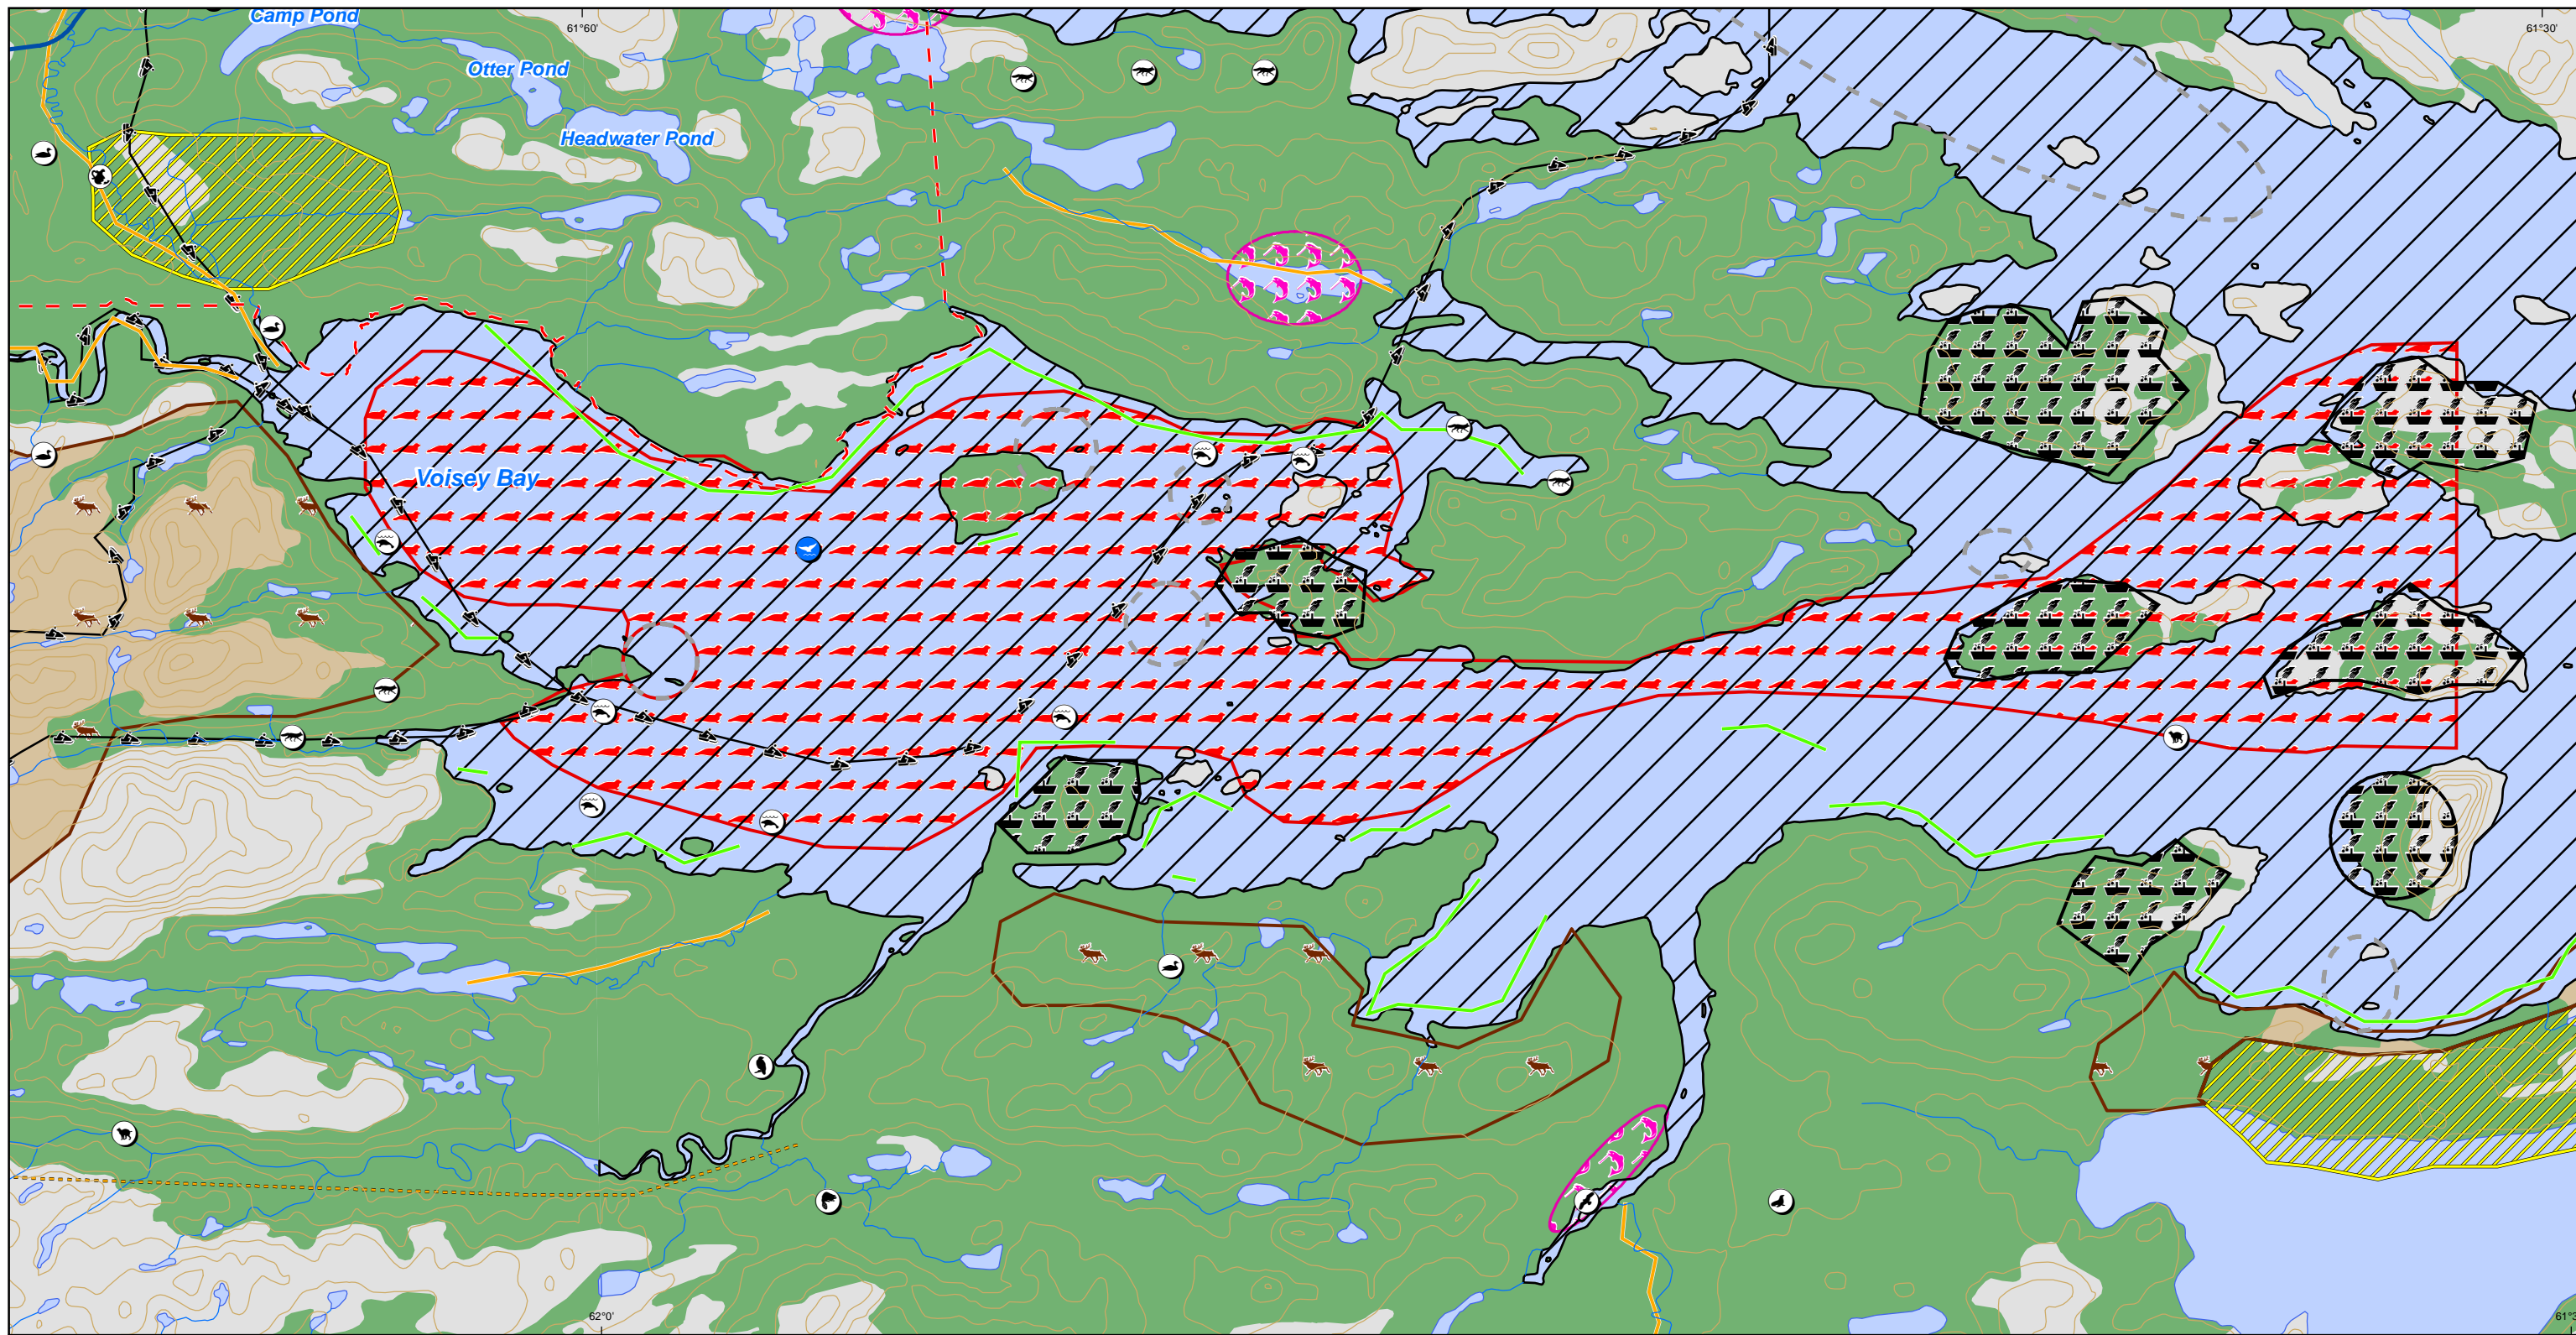 Camp Pond
61°60'
61°30'
Otter Pond
Headwater Pond
Voisey Bay
62°0'